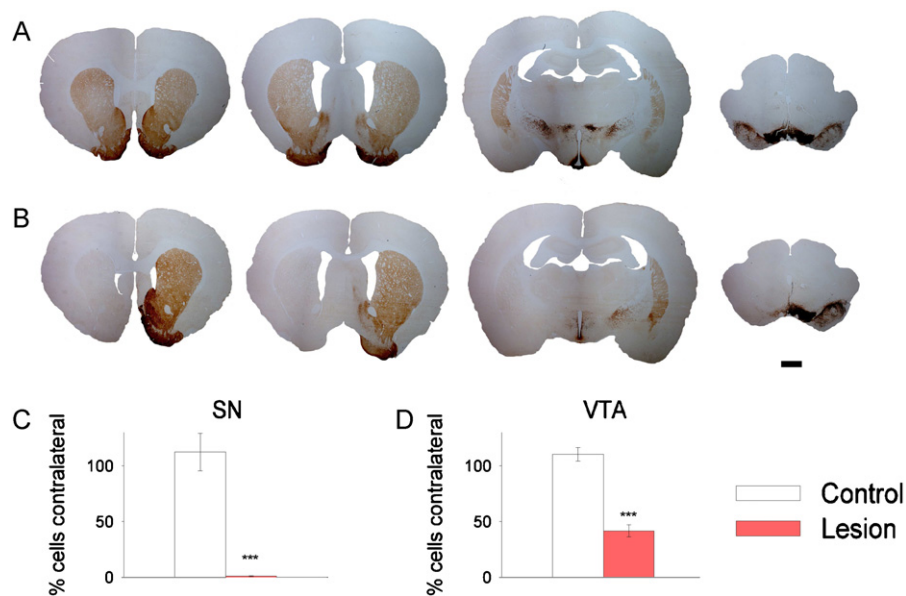 A
B
C
SN
% cells contralateral
100
50
0
***
D
VTA
% cells contralateral
100
50
0
***
Control
Lesion